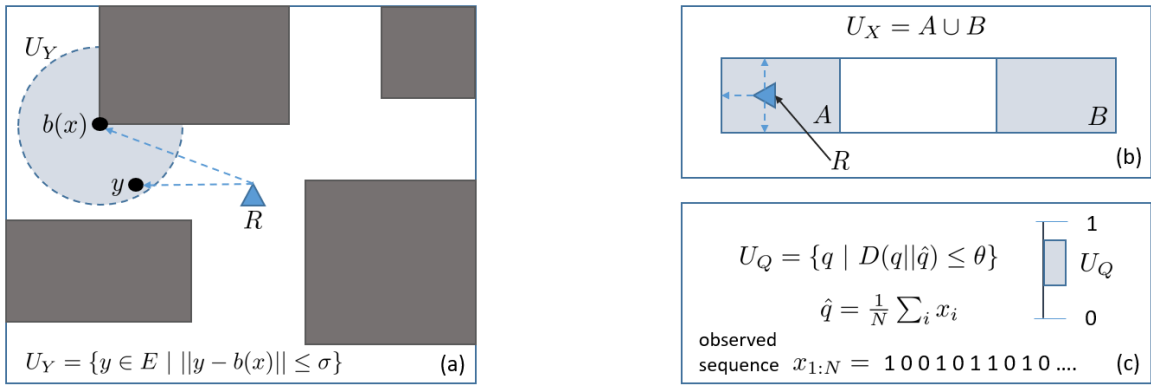 U_Y
b(x)
y
R
U_Y = {y ∈ E | ||y − b(x)|| ≤ σ}
(a)
U_X = A ∪ B
A
B
R
(b)
U_Q = {q | D(q||q̂) ≤ θ}
1
U_Q
0
q̂ = 1/N ∑_i x_i
observed
sequence x_{1:N} = 1 0 0 1 0 1 1 0 1 0 ....
(c)